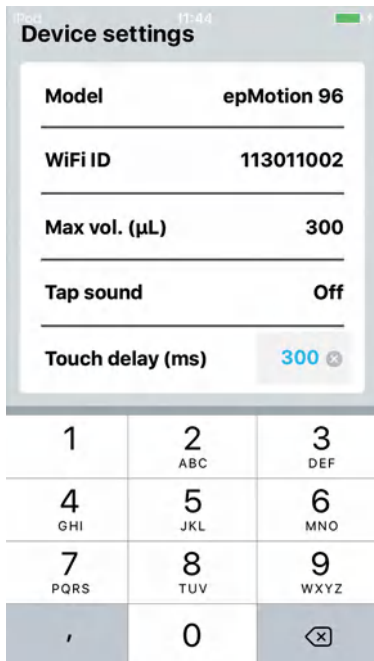 iPod 11:44
Device settings
Model epMotion 96
WiFi ID 113011002
Max vol. (µL) 300
Tap sound Off
Touch delay (ms) 300
1 2 3
ABC DEF
4 5 6
GHI JKL MNO
7 8 9
PQRS TUV WXYZ
, 0